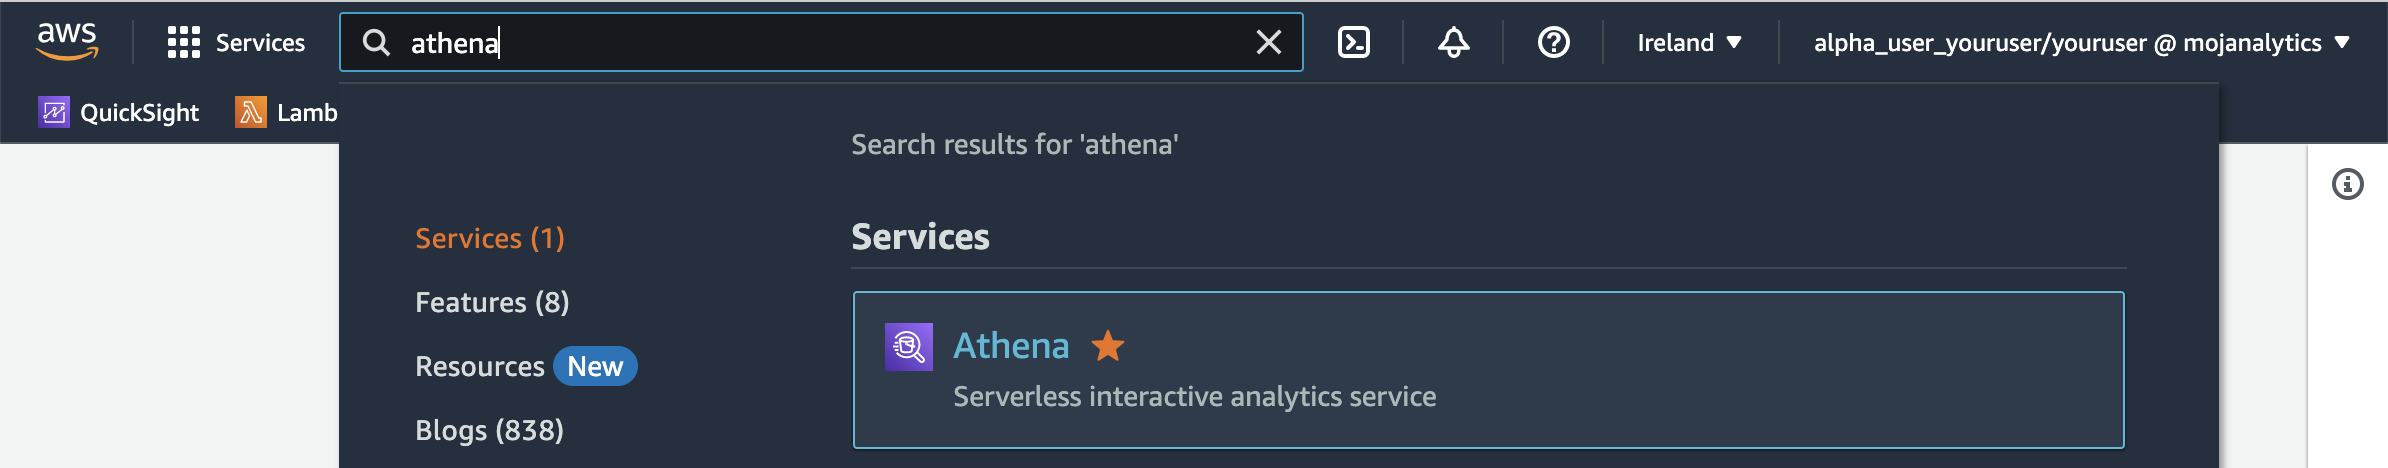 aws
Services
athena
Ireland
alpha_user_youruser/youruser @ mojanalytics
QuickSight
Lamb
Search results for 'athena'
Services (1)
Features (8)
Resources New
Blogs (838)
Services
Athena
Serverless interactive analytics service